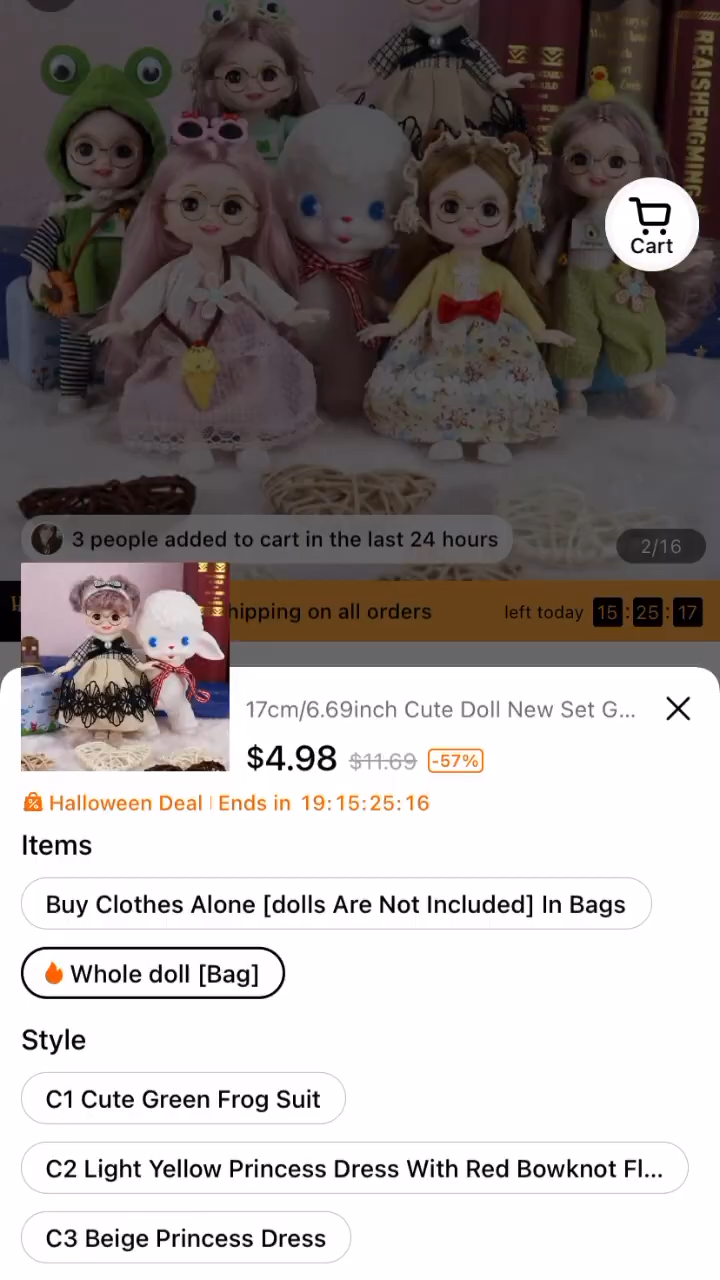 REAISHENGMING
Cart
3 people added to cart in the last 24 hours
2/16
hipping on all orders
left today 15:25:17
17cm/6.69inch Cute Doll New Set G...
$4.98 $11.69 -57%
Halloween Deal | Ends in 19:15:25:16
Items
Buy Clothes Alone [dolls Are Not Included] In Bags
Whole doll [Bag]
Style
C1 Cute Green Frog Suit
C2 Light Yellow Princess Dress With Red Bowknot Fl...
C3 Beige Princess Dress